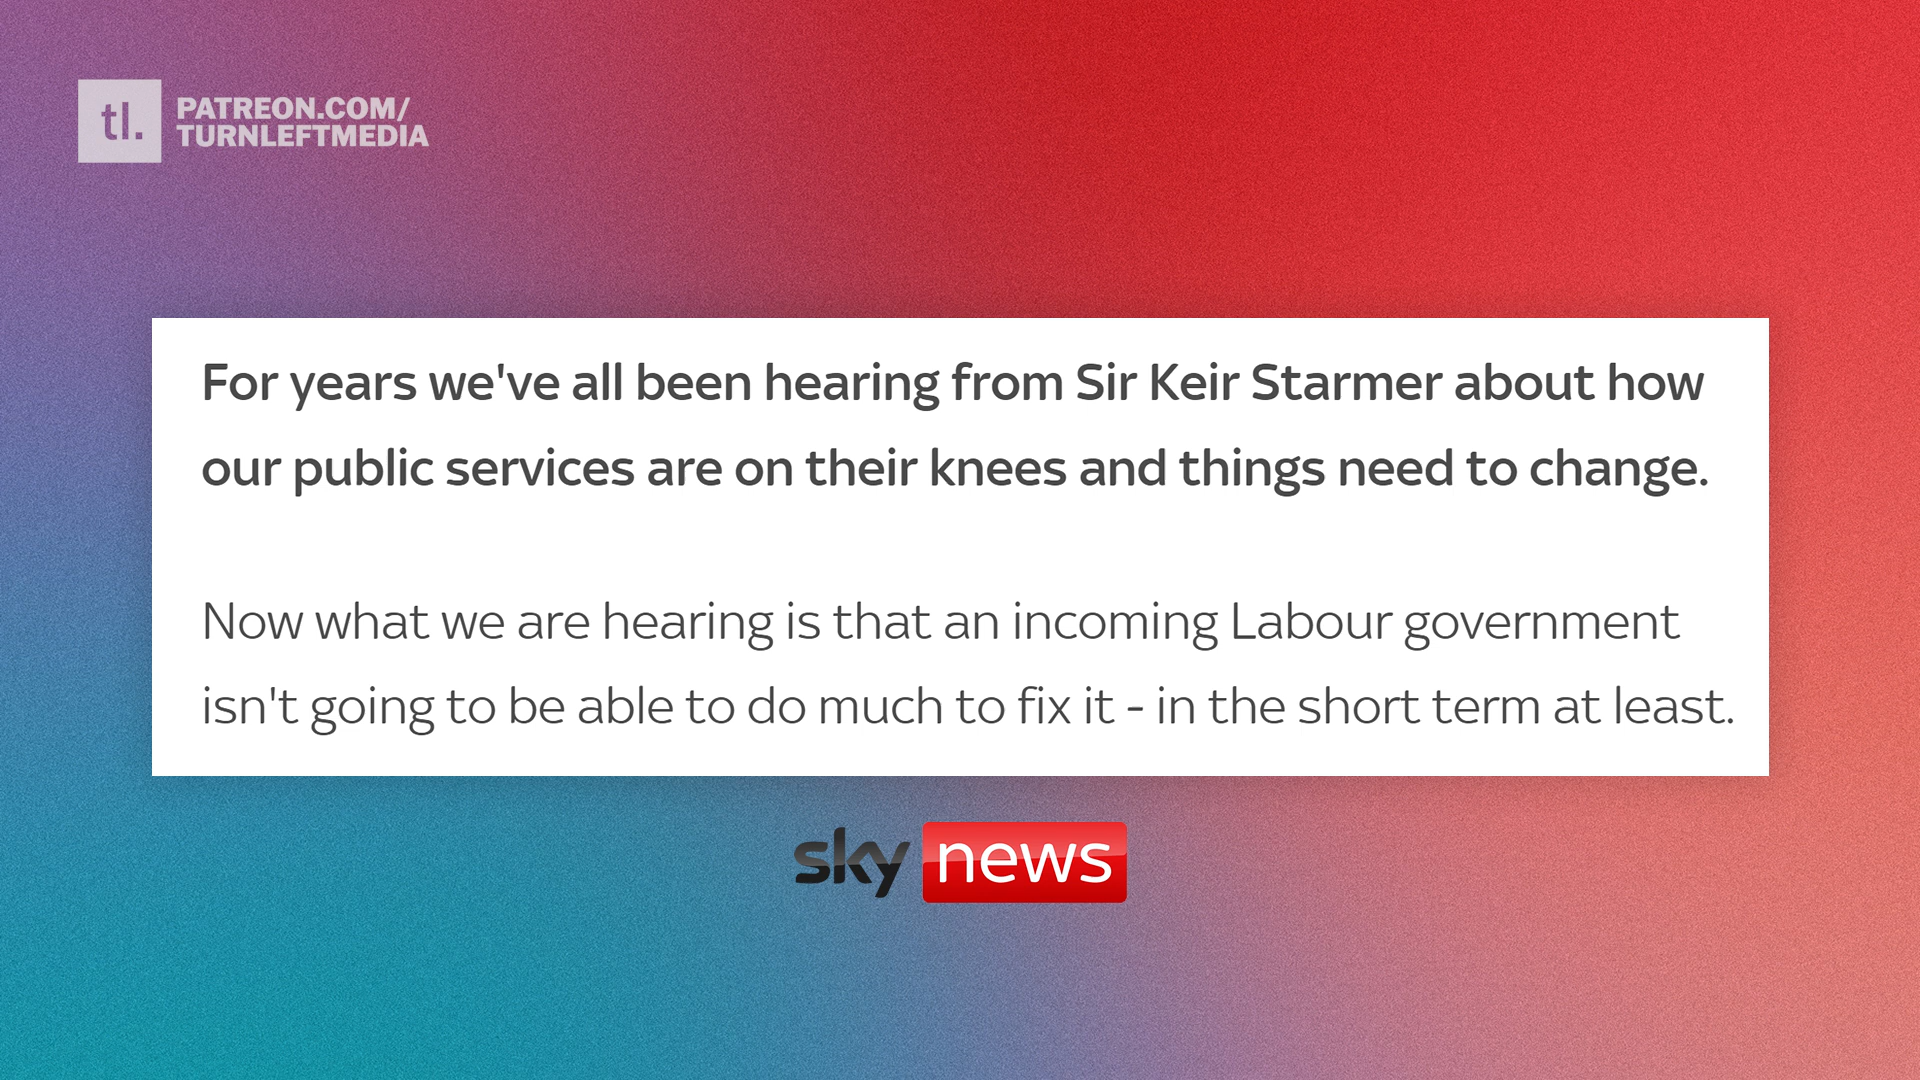 tl.
PATREON.COM/
TURNLEFTMEDIA
For years we've all been hearing from Sir Keir Starmer about how
our public services are on their knees and things need to change.
Now what we are hearing is that an incoming Labour government
isn't going to be able to do much to fix it - in the short term at least.
sky news